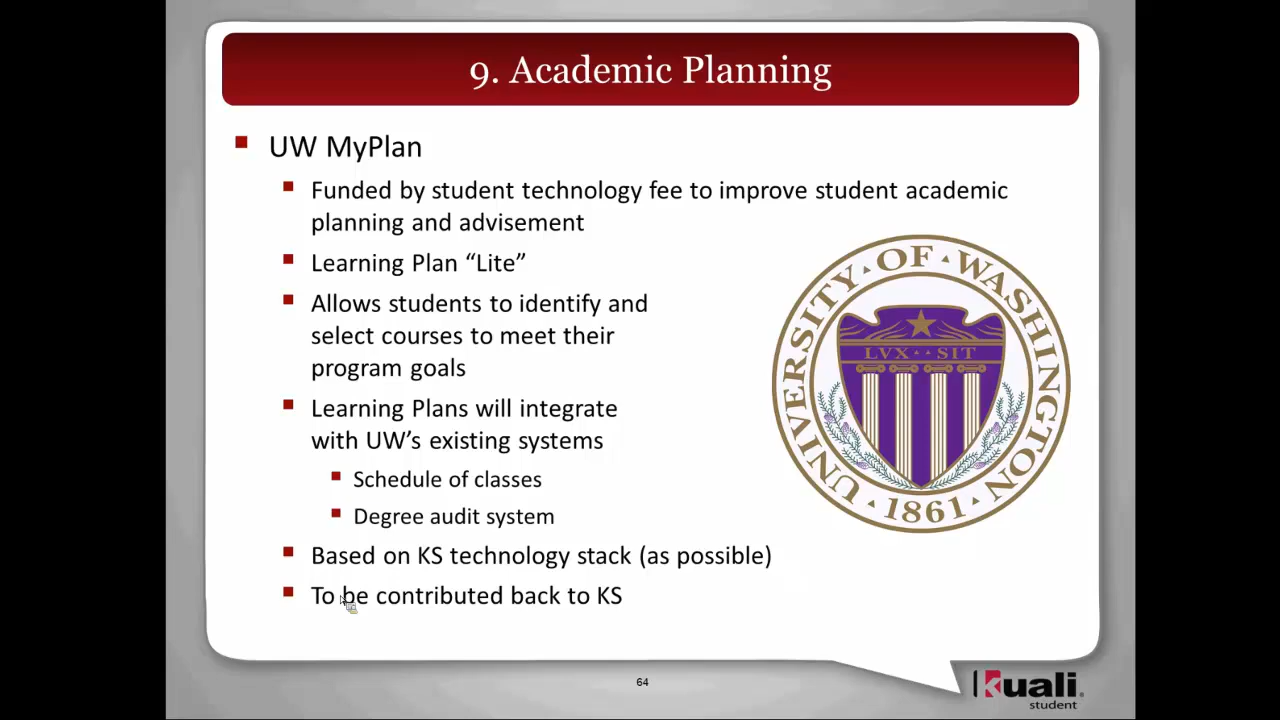 9. Academic Planning
UW MyPlan
Funded by student technology fee to improve student academic
planning and advisement
Learning Plan “Lite”
Allows students to identify and
select courses to meet their
program goals
Learning Plans will integrate
with UW’s existing systems
Schedule of classes
Degree audit system
Based on KS technology stack (as possible)
To be contributed back to KS
UNIVERSITY · OF · WASHINGTON
LVX · · SIT
· 1861 ·
64
Kuali®
student